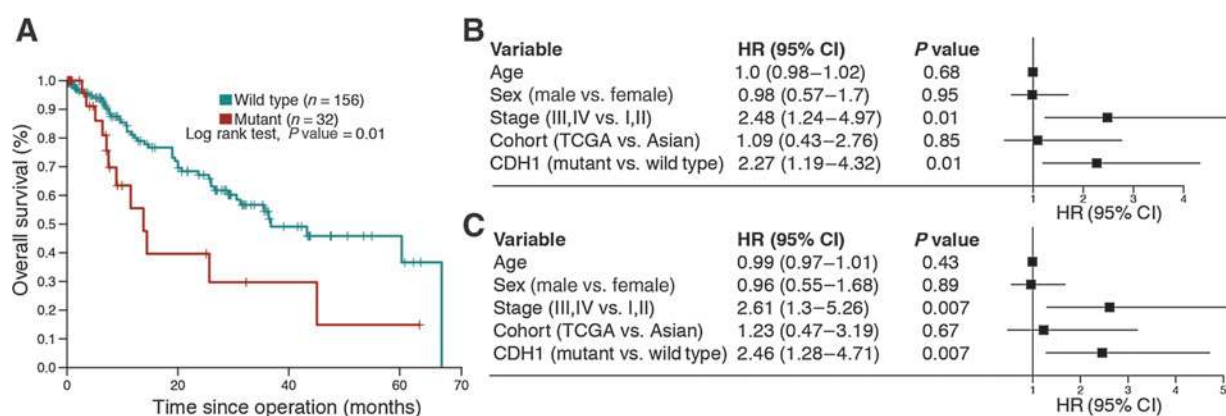 A
Overall survival (%)
1.0
0.9
0.8
0.7
0.6
0.5
0.4
0.3
0.2
0.1
0.0
0 20 40 60 70
Time since operation (months)
Wild type (n = 156)
Mutant (n = 32)
Log rank test, P value = 0.01
B
Variable HR (95% CI) P value
Age 1.0 (0.98–1.02) 0.68
Sex (male vs. female) 0.98 (0.57–1.7) 0.95
Stage (III,IV vs. I,II) 2.48 (1.24–4.97) 0.01
Cohort (TCGA vs. Asian) 1.09 (0.43–2.76) 0.85
CDH1 (mutant vs. wild type) 2.27 (1.19–4.32) 0.01
1 2 3 4
HR (95% CI)
C
Variable HR (95% CI) P value
Age 0.99 (0.97–1.01) 0.43
Sex (male vs. female) 0.96 (0.55–1.68) 0.89
Stage (III,IV vs. I,II) 2.61 (1.3–5.26) 0.007
Cohort (TCGA vs. Asian) 1.23 (0.47–3.19) 0.67
CDH1 (mutant vs. wild type) 2.46 (1.28–4.71) 0.007
1 2 3 4 5
HR (95% CI)